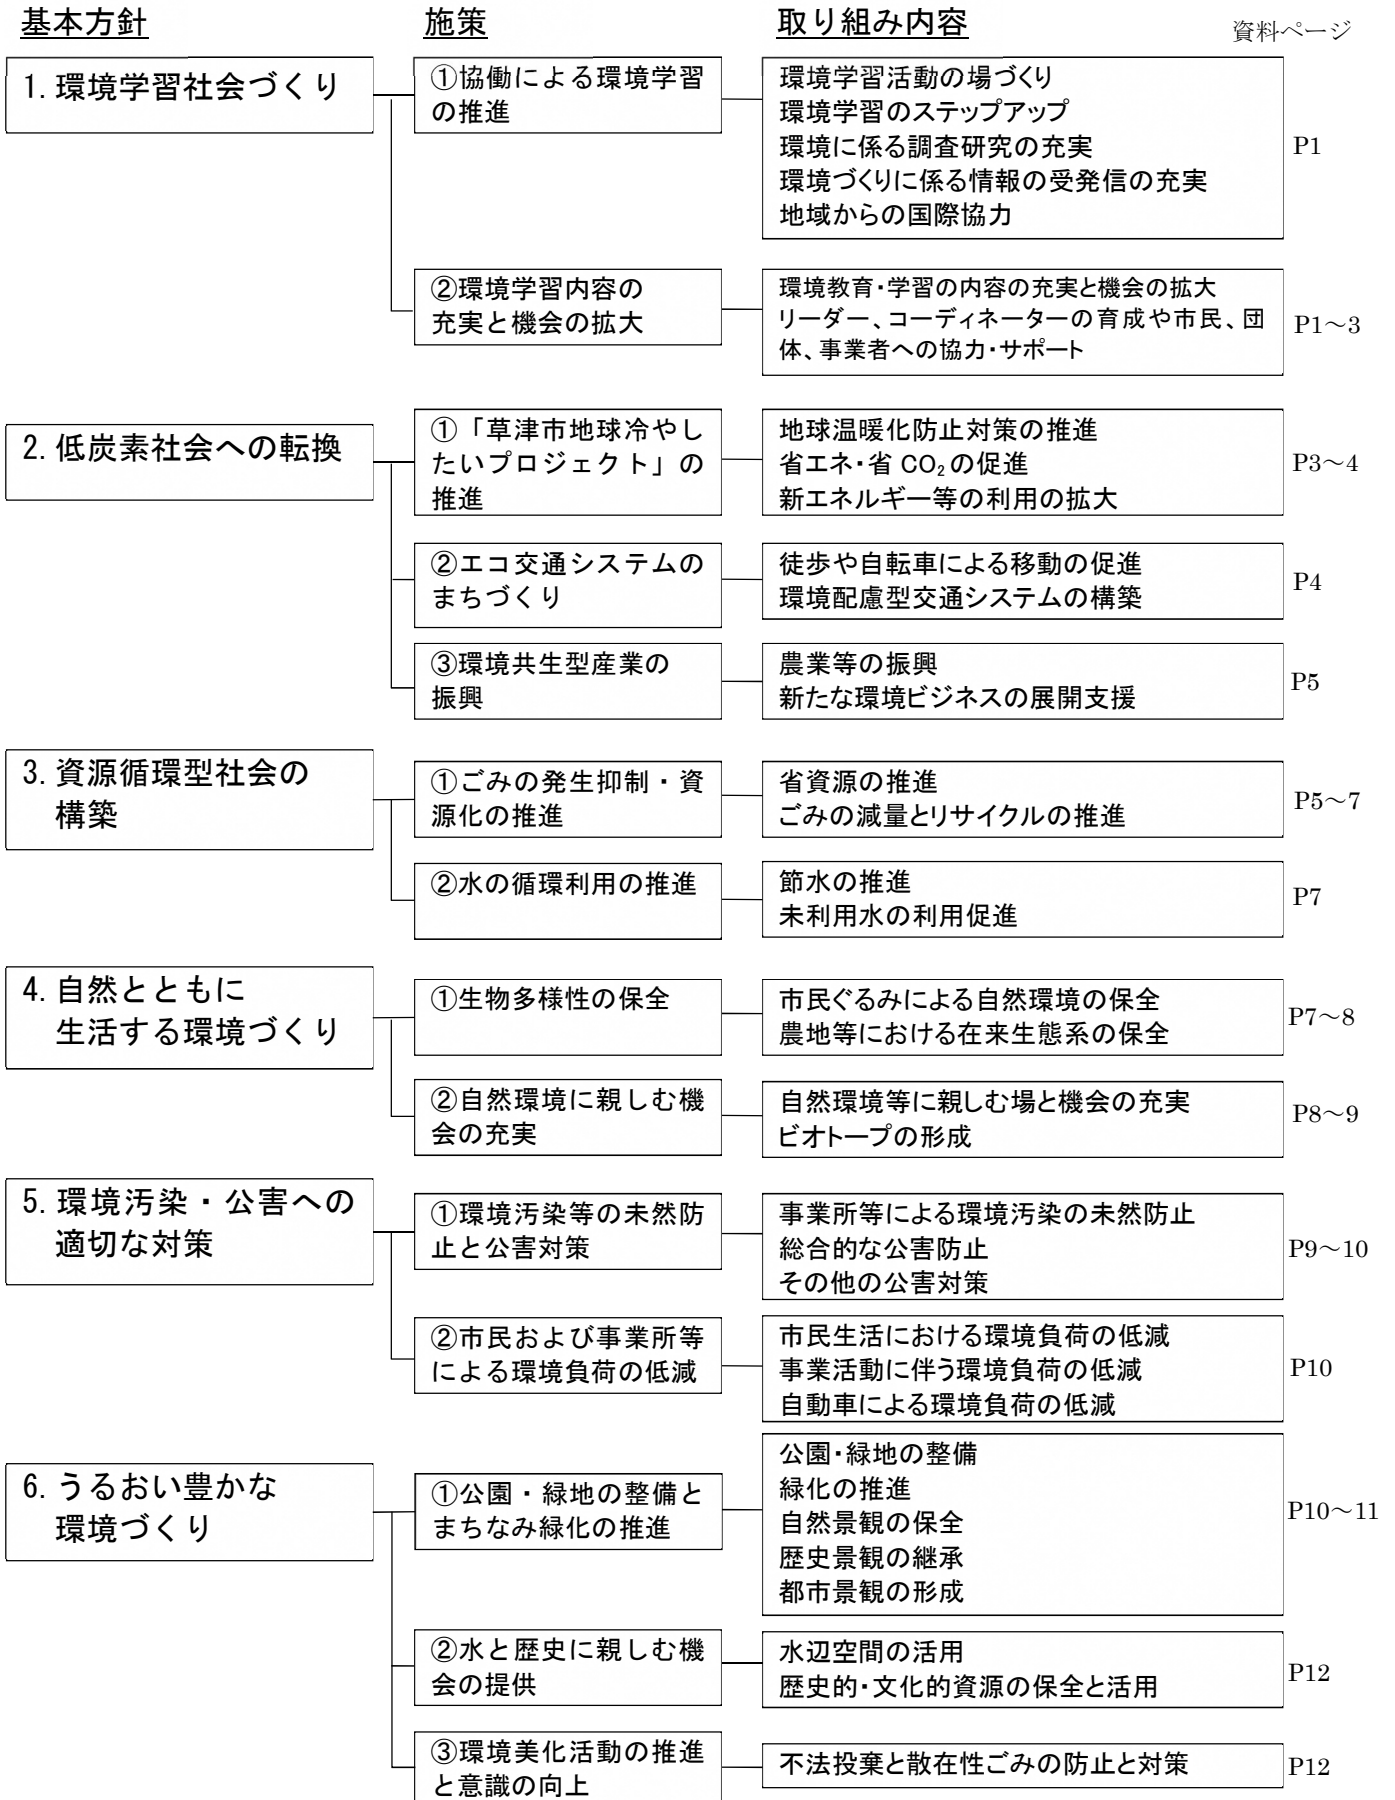 基本方針
施策
取り組み内容
資料ページ
1. 環境学習社会づくり
①協働による環境学習
の推進
環境学習活動の場づくり
環境学習のステップアップ
環境に係る調査研究の充実
環境づくりに係る情報の受発信の充実
地域からの国際協力
P1
②環境学習内容の
充実と機会の拡大
環境教育・学習の内容の充実と機会の拡大
リーダー、コーディネーターの育成や市民、団
体、事業者への協力・サポート
P1～3
2. 低炭素社会への転換
①「草津市地球冷やし
たいプロジェクト」の
推進
地球温暖化防止対策の推進
省エネ・省 CO₂の促進
新エネルギー等の利用の拡大
P3～4
②エコ交通システムの
まちづくり
徒歩や自転車による移動の促進
環境配慮型交通システムの構築
P4
③環境共生型産業の
振興
農業等の振興
新たな環境ビジネスの展開支援
P5
3. 資源循環型社会の
構築
①ごみの発生抑制・資
源化の推進
省資源の推進
ごみの減量とリサイクルの推進
P5～7
②水の循環利用の推進
節水の推進
未利用水の利用促進
P7
4. 自然とともに
生活する環境づくり
①生物多様性の保全
市民ぐるみによる自然環境の保全
農地等における在来生態系の保全
P7～8
②自然環境に親しむ機
会の充実
自然環境等に親しむ場と機会の充実
ビオトープの形成
P8～9
5. 環境汚染・公害への
適切な対策
①環境汚染等の未然防
止と公害対策
事業所等による環境汚染の未然防止
総合的な公害防止
その他の公害対策
P9～10
②市民および事業所等
による環境負荷の低減
市民生活における環境負荷の低減
事業活動に伴う環境負荷の低減
自動車による環境負荷の低減
P10
6. うるおい豊かな
環境づくり
①公園・緑地の整備と
まちなみ緑化の推進
公園・緑地の整備
緑化の推進
自然景観の保全
歴史景観の継承
都市景観の形成
P10～11
②水と歴史に親しむ機
会の提供
水辺空間の活用
歴史的・文化的資源の保全と活用
P12
③環境美化活動の推進
と意識の向上
不法投棄と散在性ごみの防止と対策
P12